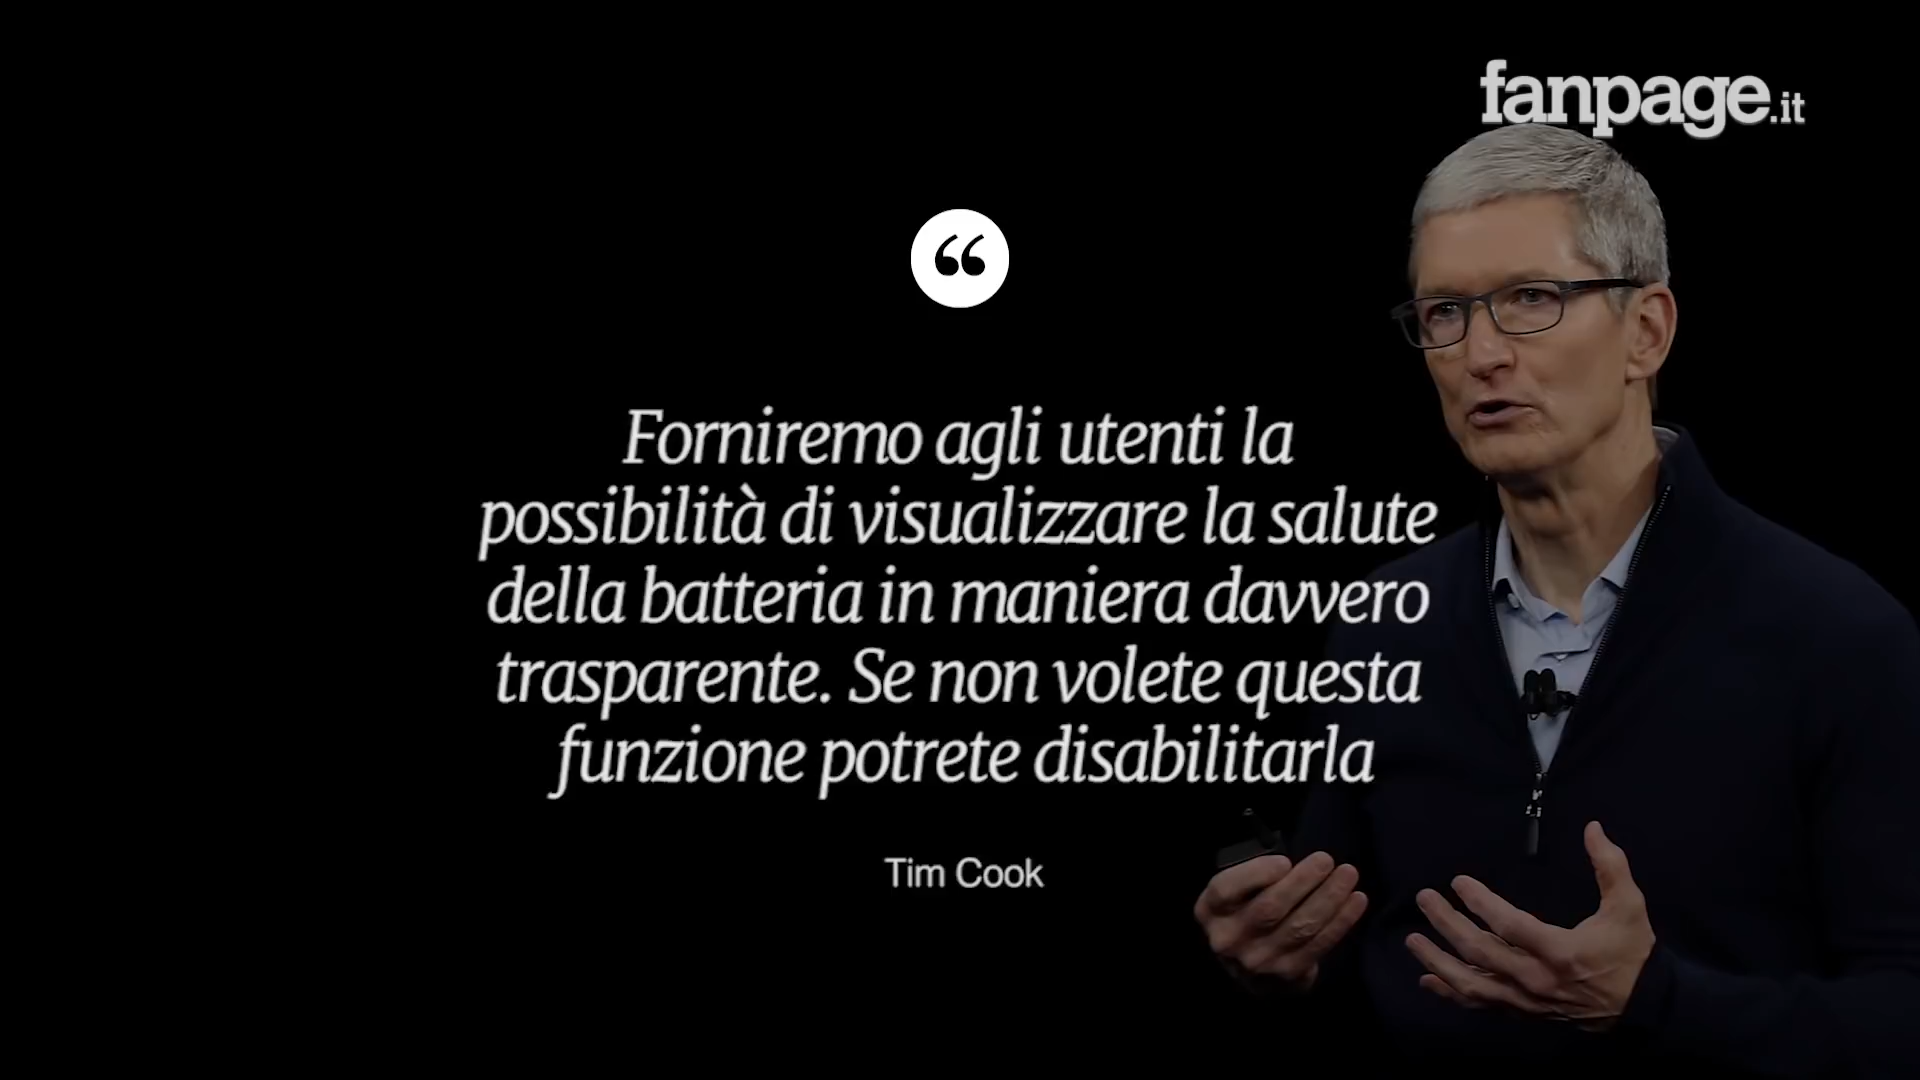 fanpage.it
“
Forniremo agli utenti la
possibilità di visualizzare la salute
della batteria in maniera davvero
trasparente. Se non volete questa
funzione potrete disabilitarla
Tim Cook